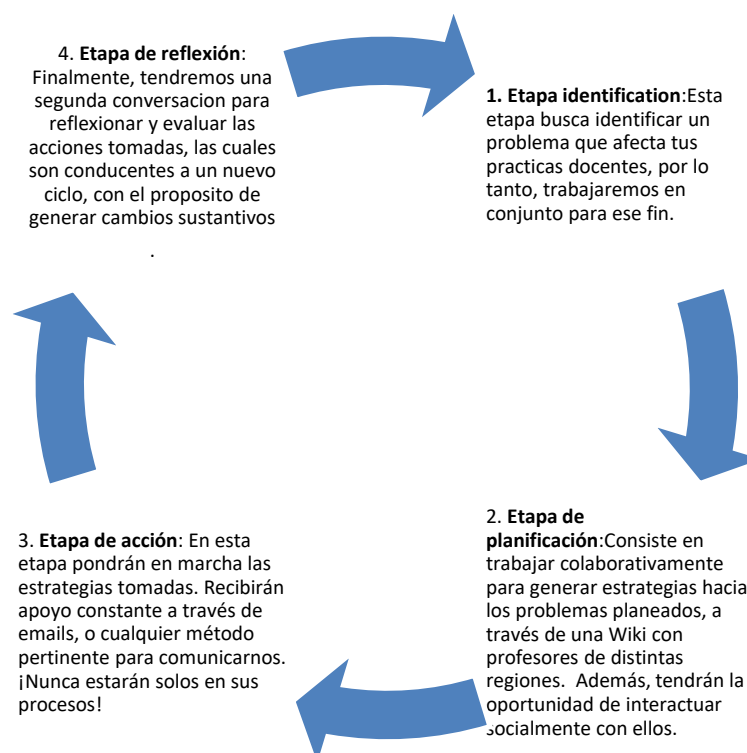 1. Etapa identification:Esta
etapa busca identificar un
problema que afecta tus
practicas docentes, por lo
tanto, trabajaremos en
conjunto para ese fin.
2. Etapa de
planificación:Consiste en
trabajar colaborativamente
para generar estrategias hacia
los problemas planeados, a
través de una Wiki con
profesores de distintas
regiones. Además, tendrán la
oportunidad de interactuar
socialmente con ellos.
3. Etapa de acción: En esta
etapa pondrán en marcha las
estrategias tomadas. Recibirán
apoyo constante a través de
emails, o cualquier método
pertinente para comunicarnos.
¡Nunca estarán solos en sus
procesos!
4. Etapa de reflexión:
Finalmente, tendremos una
segunda conversacion para
reflexionar y evaluar las
acciones tomadas, las cuales
son conducentes a un nuevo
ciclo, con el proposito de
generar cambios sustantivos
.